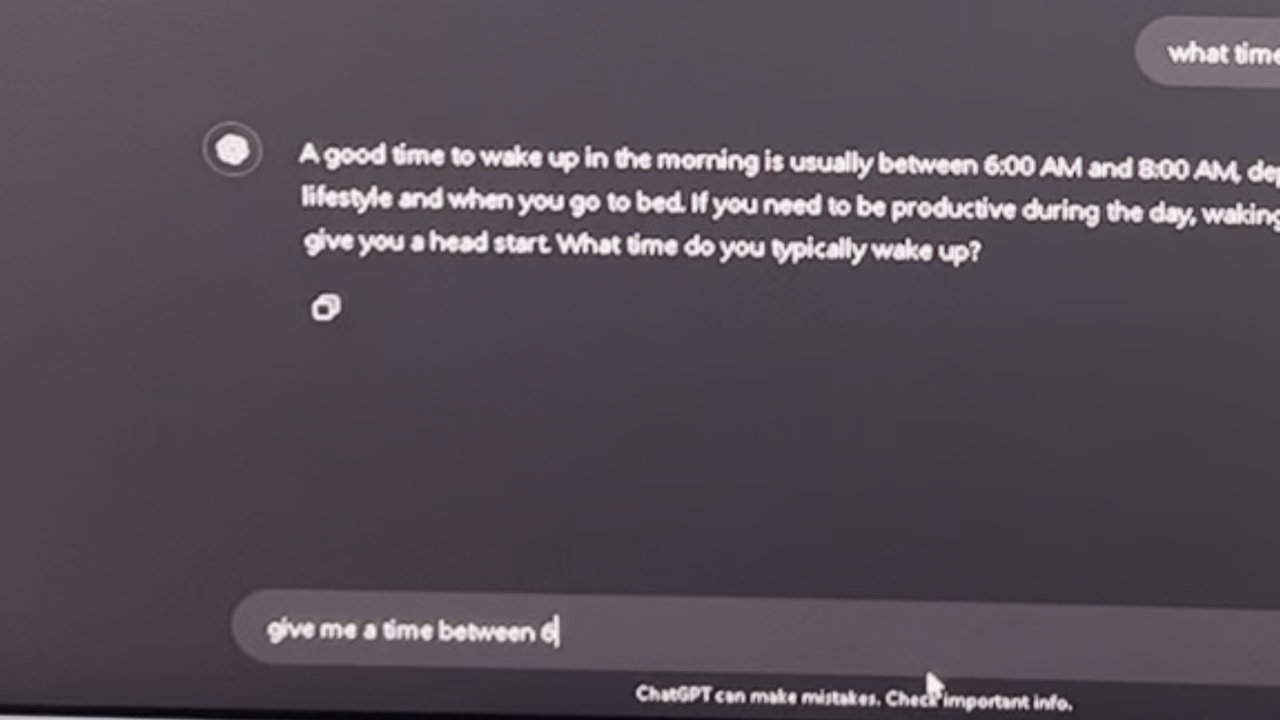 what time
A good time to wake up in the morning is usually between 6:00 AM and 8:00 AM, dep
lifestyle and when you go to bed. If you need to be productive during the day, waking
give you a head start. What time do you typically wake up?
give me a time between 6
ChatGPT can make mistakes. Check important info.